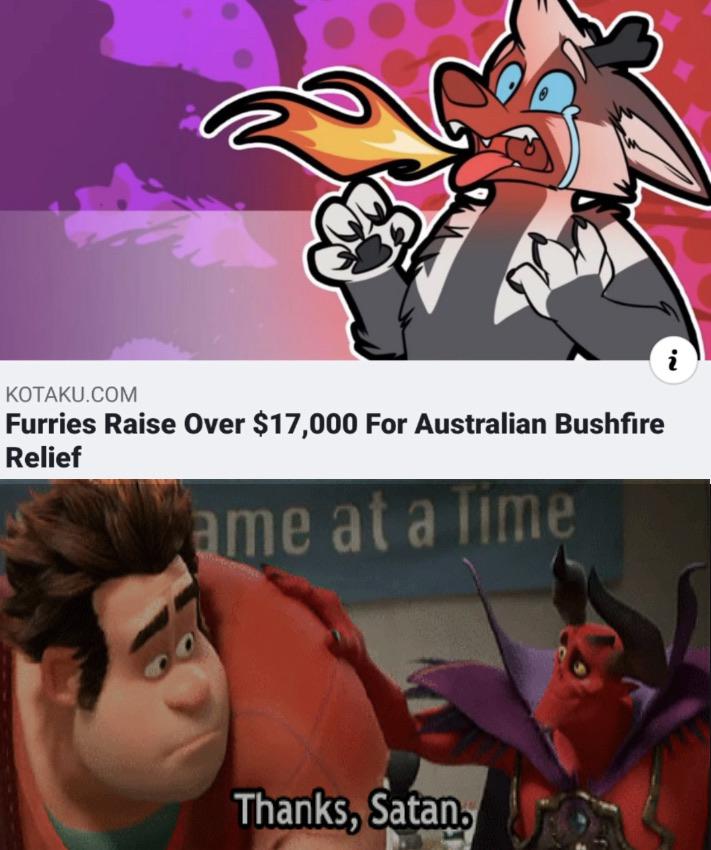 KOTAKU.COM
i
Furries Raise Over $17,000 For Australian Bushfire
Relief
ame at a Time
Thanks, Satan.